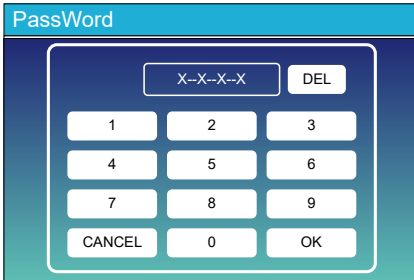 PassWord
X--X--X--X DEL
1 2 3
4 5 6
7 8 9
CANCEL 0 OK